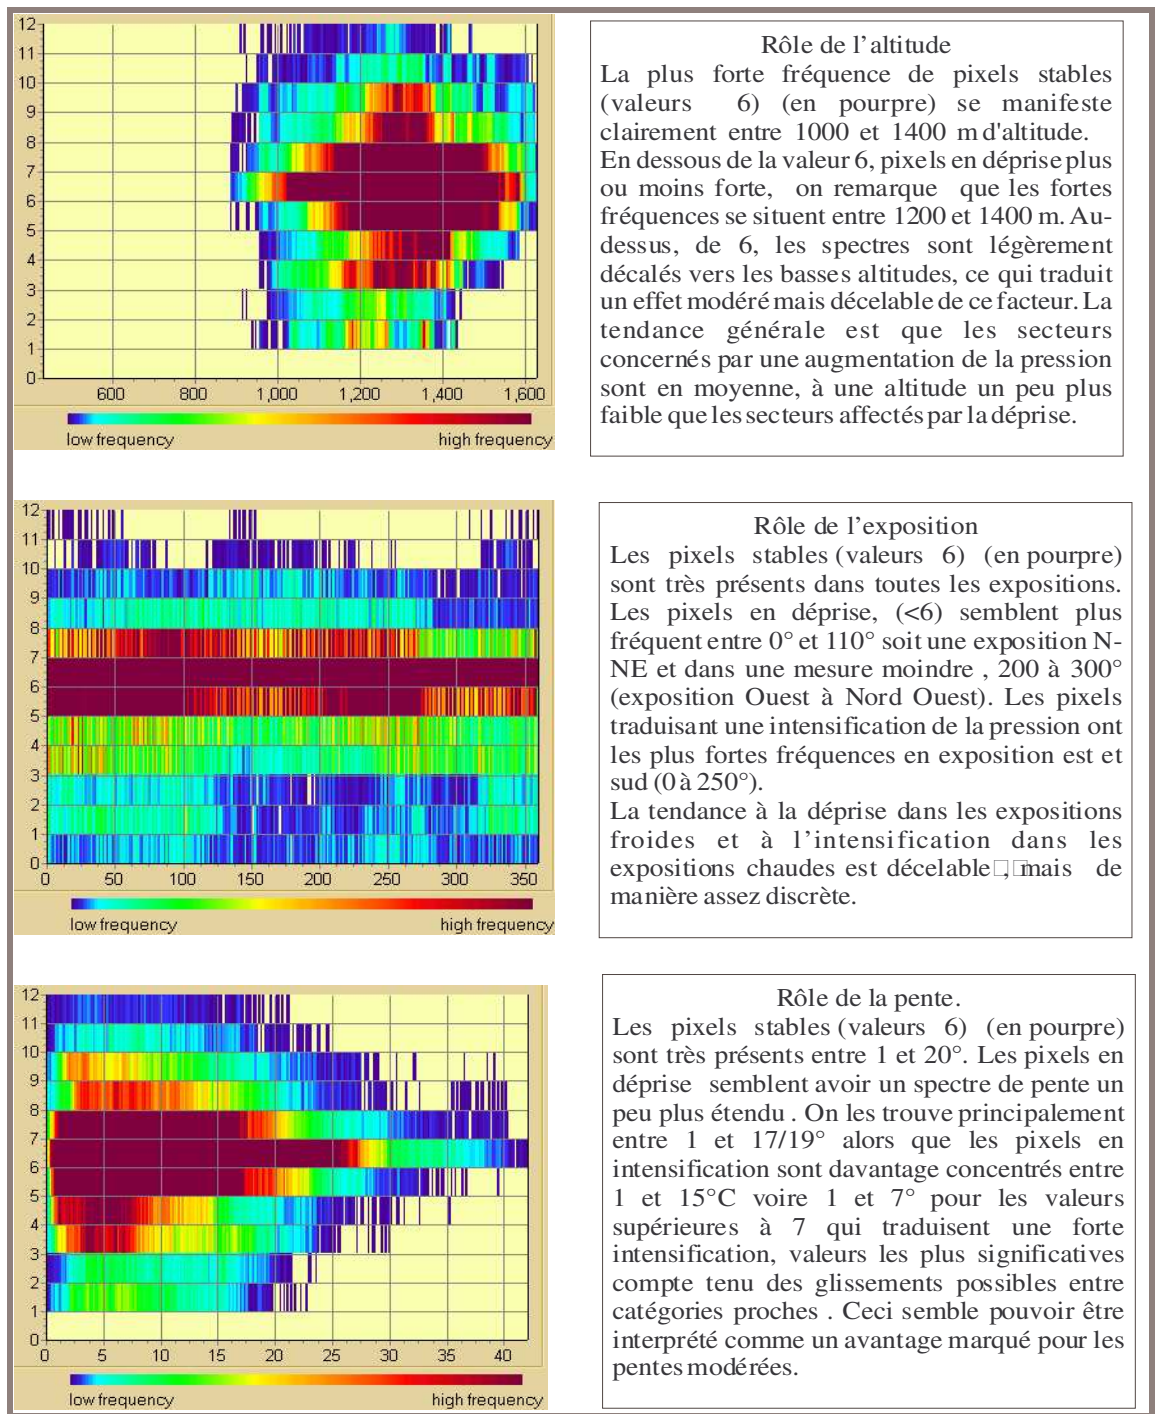 12
11
10
9
8
7
6
5
4
3
2
1
0
600 800 1,000 1,200 1,400 1,600
low frequency high frequency
Rôle de l'altitude
La plus forte fréquence de pixels stables
(valeurs 6) (en pourpre) se manifeste
clairement entre 1000 et 1400 m d'altitude.
En dessous de la valeur 6, pixels en déprise plus
ou moins forte, on remarque que les fortes
fréquences se situent entre 1200 et 1400 m. Au-
dessus, de 6, les spectres sont légèrement
décalés vers les basses altitudes, ce qui traduit
un effet modéré mais décelable de ce facteur. La
tendance générale est que les secteurs
concernés par une augmentation de la pression
sont en moyenne, à une altitude un peu plus
faible que les secteurs affectés par la déprise.
12
11
10
9
8
7
6
5
4
3
2
1
0
0 50 100 150 200 250 300 350
low frequency high frequency
Rôle de l'exposition
Les pixels stables (valeurs 6) (en pourpre)
sont très présents dans toutes les expositions.
Les pixels en déprise, (<6) semblent plus
fréquent entre 0° et 110° soit une exposition N-
NE et dans une mesure moindre , 200 à 300°
(exposition Ouest à Nord Ouest). Les pixels
traduisant une intensification de la pression ont
les plus fortes fréquences en exposition est et
sud (0 à 250°).
La tendance à la déprise dans les expositions
froides et à l'intensification dans les
expositions chaudes est décelable□,□mais de
manière assez discrète.
12
11
10
9
8
7
6
5
4
3
2
1
0
0 5 10 15 20 25 30 35 40
low frequency high frequency
Rôle de la pente.
Les pixels stables (valeurs 6) (en pourpre)
sont très présents entre 1 et 20°. Les pixels en
déprise semblent avoir un spectre de pente un
peu plus étendu . On les trouve principalement
entre 1 et 17/19° alors que les pixels en
intensification sont davantage concentrés entre
1 et 15°C voire 1 et 7° pour les valeurs
supérieures à 7 qui traduisent une forte
intensification, valeurs les plus significatives
compte tenu des glissements possibles entre
catégories proches . Ceci semble pouvoir être
interprété comme un avantage marqué pour les
pentes modérées.